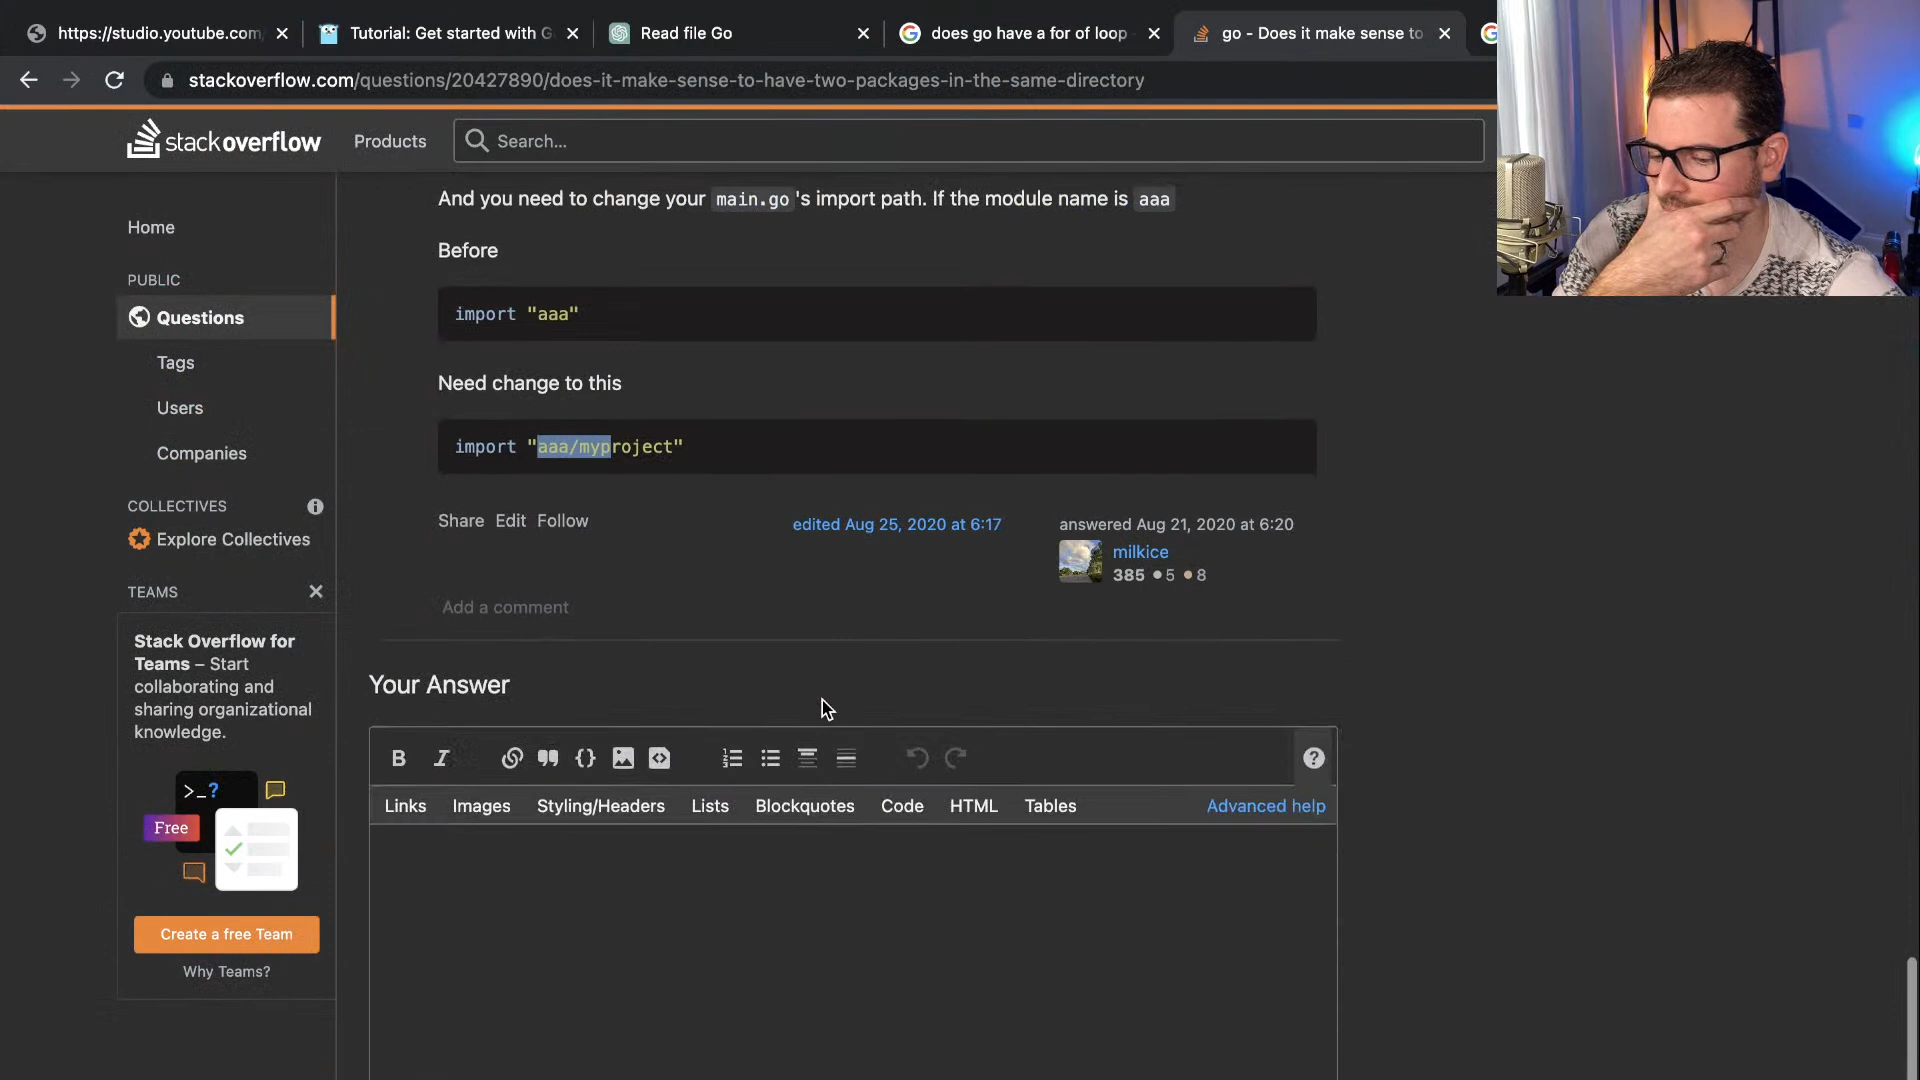 https://studio.youtube.com
Tutorial: Get started with G
Read file Go
does go have a for of loop
go - Does it make sense to
stackoverflow.com/questions/20427890/does-it-make-sense-to-have-two-packages-in-the-same-directory
stackoverflow
Products
Search...
Home
PUBLIC
Questions
Tags
Users
Companies
COLLECTIVES
Explore Collectives
TEAMS
Stack Overflow for
Teams – Start
collaborating and
sharing organizational
knowledge.
>_?
Free
Create a free Team
Why Teams?
And you need to change your main.go 's import path. If the module name is aaa
Before
import "aaa"
Need change to this
import "aaa/myproject"
Share Edit Follow
edited Aug 25, 2020 at 6:17
answered Aug 21, 2020 at 6:20
milkice
385 ●5 ●8
Add a comment
Your Answer
B I
Links Images Styling/Headers Lists Blockquotes Code HTML Tables Advanced help